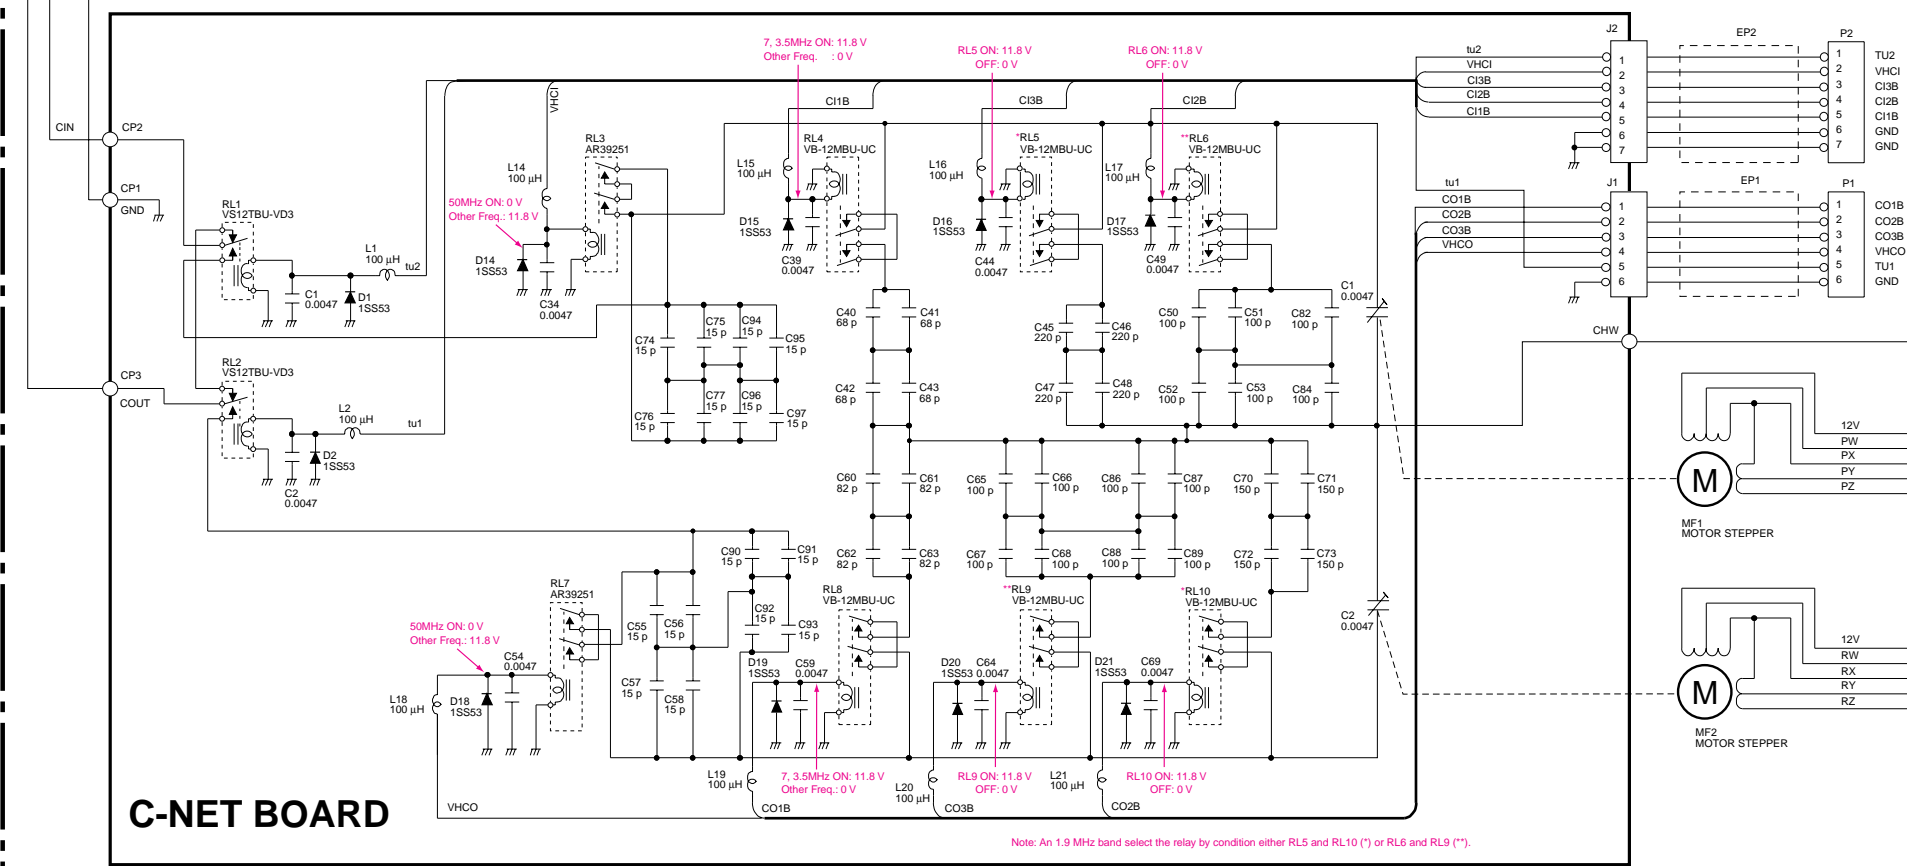 7, 3.5MHz ON: 11.8 V
Other Freq. : 0 V
RL5 ON: 11.8 V
OFF: 0 V
RL6 ON: 11.8 V
OFF: 0 V
J2
EP2
P2
tu2
VHCI
CI3B
CI2B
CI1B
1
2
3
4
5
6
7
1
2
3
4
5
6
7
TU2
VHCI
CI3B
CI2B
CI1B
GND
GND
CIN
CP2
CP1
GND
VHCI
CI1B
CI3B
CI2B
RL3
AR39251
RL4
VB-12MBU-UC
*RL5
VB-12MBU-UC
**RL6
VB-12MBU-UC
L14
100 µH
L15
100 µH
L16
100 µH
L17
100 µH
50MHz ON: 0 V
Other Freq.: 11.8 V
D15
1SS53
D16
1SS53
D17
1SS53
C39
0.0047
C44
0.0047
C49
0.0047
D14
1SS53
C34
0.0047
RL1
VS12TBU-VD3
L1
100 µH
tu2
C1
0.0047
D1
1SS53
tu1
J1
EP1
P1
CO1B
CO2B
CO3B
VHCO
1
2
3
4
5
6
1
2
3
4
5
6
CO1B
CO2B
CO3B
VHCO
TU1
GND
C74
15 p
C75
15 p
C94
15 p
C95
15 p
C76
15 p
C77
15 p
C96
15 p
C97
15 p
C40
68 p
C41
68 p
C42
68 p
C43
68 p
C45
220 p
C46
220 p
C47
220 p
C48
220 p
C50
100 p
C51
100 p
C82
100 p
C52
100 p
C53
100 p
C84
100 p
C1
0.0047
CHW
CP3
COUT
RL2
VS12TBU-VD3
L2
100 µH
tu1
D2
1SS53
C2
0.0047
C60
82 p
C61
82 p
C62
82 p
C63
82 p
C65
100 p
C66
100 p
C86
100 p
C87
100 p
C67
100 p
C68
100 p
C88
100 p
C89
100 p
C70
150 p
C71
150 p
C72
150 p
C73
150 p
M
MF1
MOTOR STEPPER
12V
PW
PX
PY
PZ
C90
15 p
C91
15 p
C92
15 p
C93
15 p
RL7
AR39251
C55
15 p
C56
15 p
C57
15 p
C58
15 p
RL8
VB-12MBU-UC
**RL9
VB-12MBU-UC
*RL10
VB-12MBU-UC
C2
0.0047
50MHz ON: 0 V
Other Freq.: 11.8 V
C54
0.0047
L18
100 µH
D18
1SS53
D19
1SS53
C59
0.0047
D20
1SS53
C64
0.0047
D21
1SS53
C69
0.0047
M
MF2
MOTOR STEPPER
12V
RW
RX
RY
RZ
L19
100 µH
7, 3.5MHz ON: 11.8 V
Other Freq.: 0 V
L20
100 µH
RL9 ON: 11.8 V
OFF: 0 V
L21
100 µH
RL10 ON: 11.8 V
OFF: 0 V
VHCO
CO1B
CO3B
CO2B
C-NET BOARD
Note: An 1.9 MHz band select the relay by condition either RL5 and RL10 (*) or RL6 and RL9 (**).